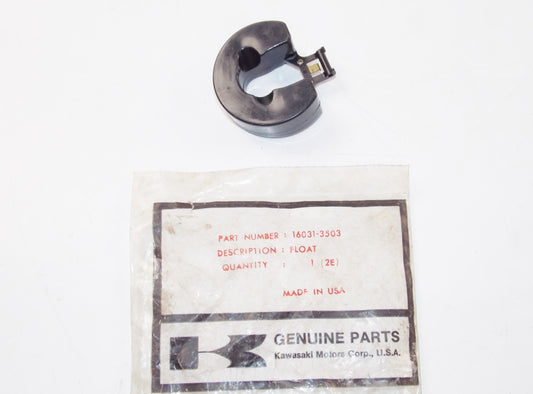 PART NUMBER : 16031-3503
DESCRIPTION : FLOAT
QUANTITY : 1 (2E)
MADE IN USA
GENUINE PARTS
Kawasaki Motors Corp., U.S.A.